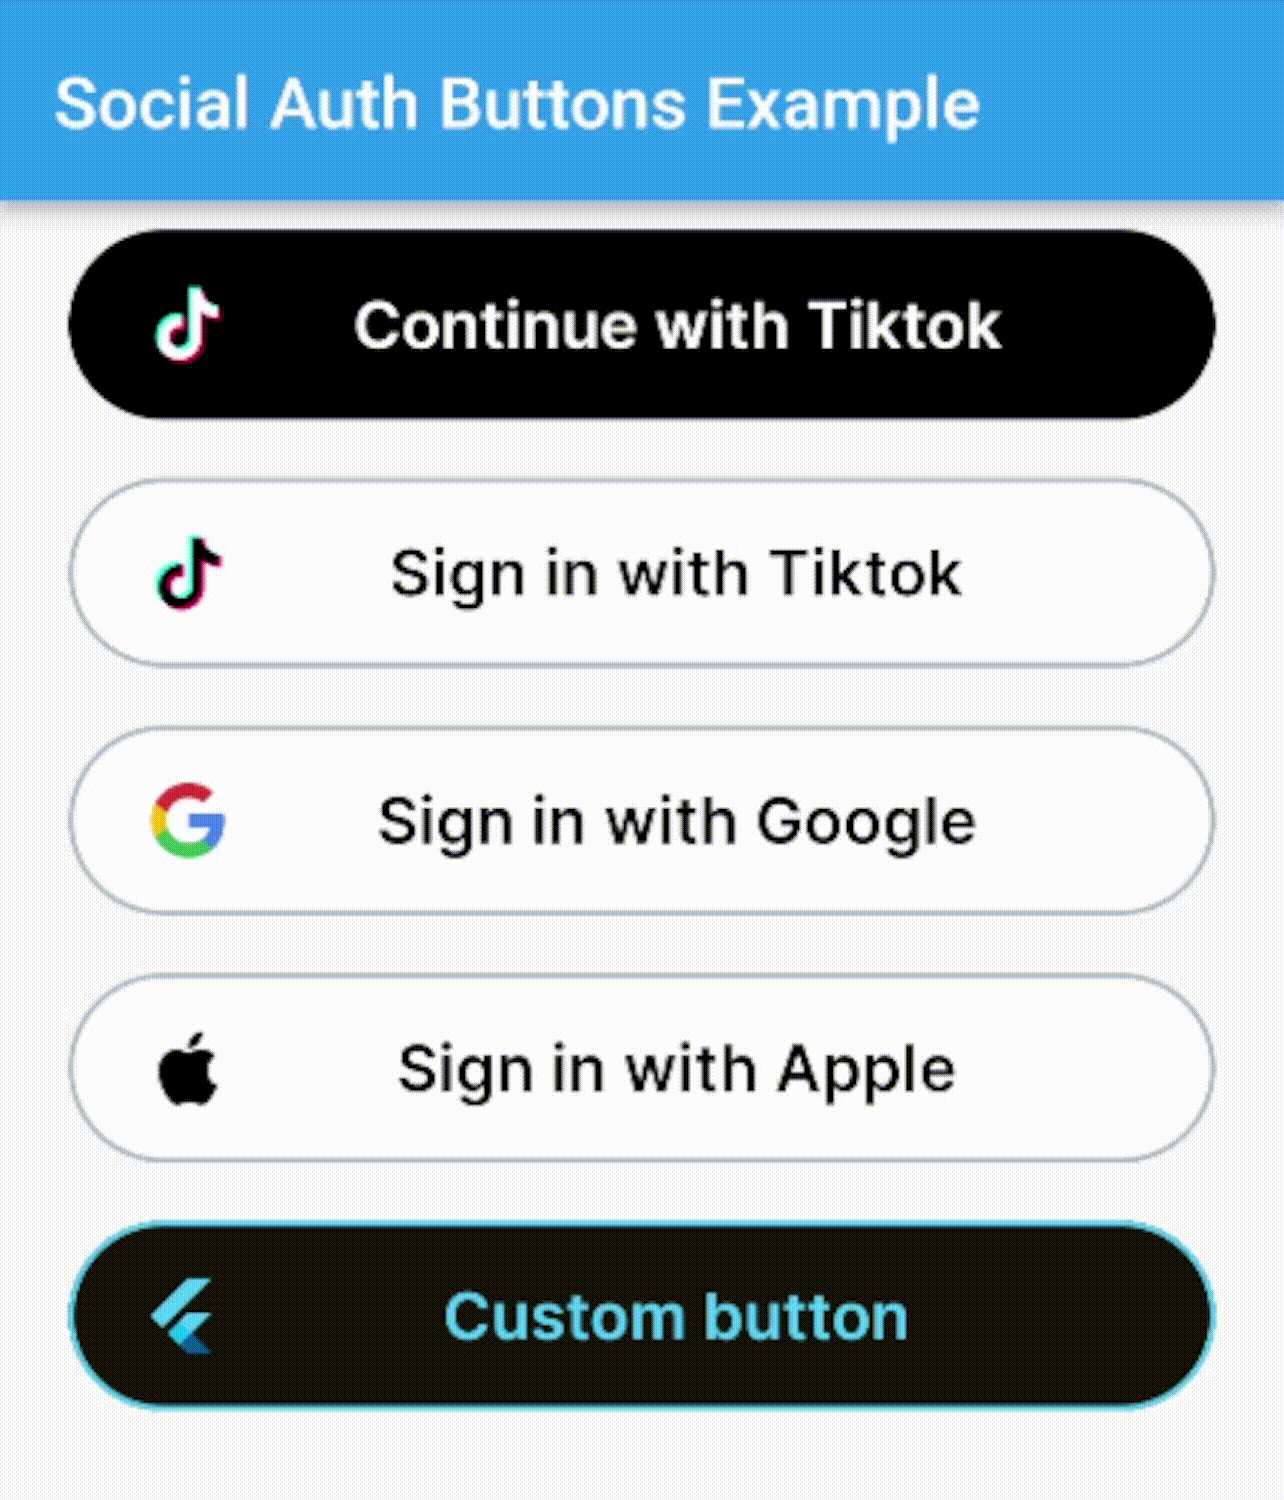 Social Auth Buttons Example
Continue with Tiktok
Sign in with Tiktok
Sign in with Google
Sign in with Apple
Custom button